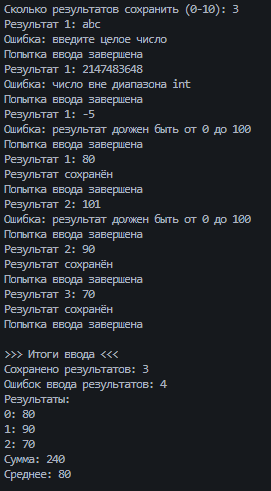 Сколько результатов сохранить (0-10): 3
Результат 1: abc
Ошибка: введите целое число
Попытка ввода завершена
Результат 1: 2147483648
Ошибка: число вне диапазона int
Попытка ввода завершена
Результат 1: -5
Ошибка: результат должен быть от 0 до 100
Попытка ввода завершена
Результат 1: 80
Результат сохранён
Попытка ввода завершена
Результат 2: 101
Ошибка: результат должен быть от 0 до 100
Попытка ввода завершена
Результат 2: 90
Результат сохранён
Попытка ввода завершена
Результат 3: 70
Результат сохранён
Попытка ввода завершена

>>> Итоги ввода <<<
Сохранено результатов: 3
Ошибок ввода результатов: 4
Результаты:
0: 80
1: 90
2: 70
Сумма: 240
Среднее: 80